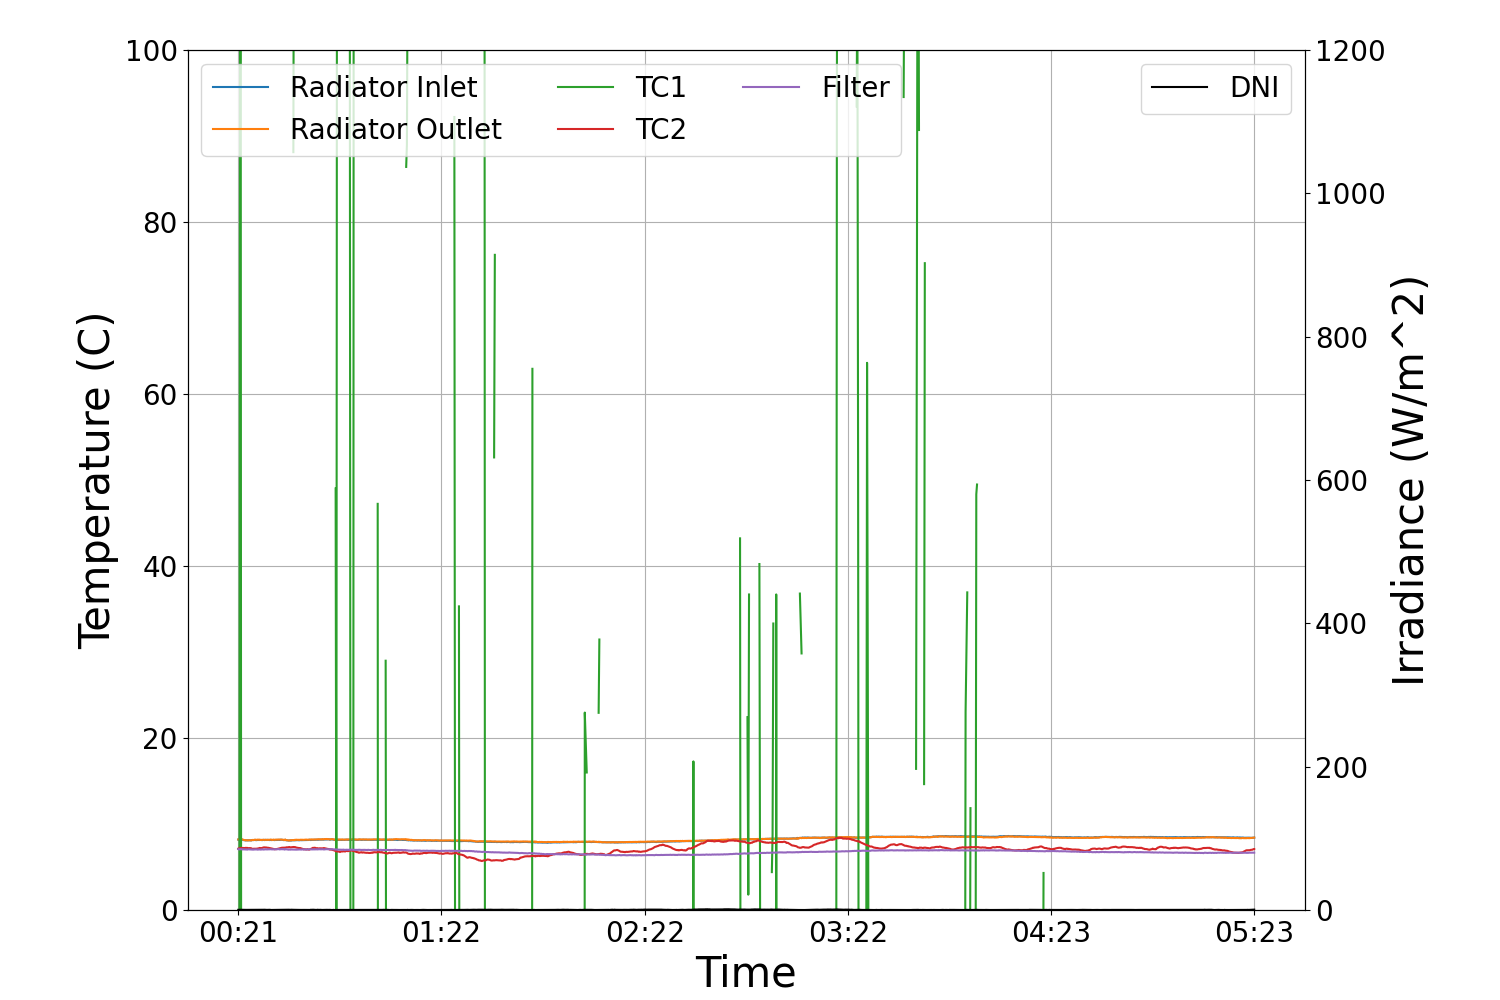 100
80
60
40
20
0
Temperature (C)
Radiator Inlet
Radiator Outlet
TC1
TC2
Filter
DNI
1200
1000
800
600
400
200
0
Irradiance (W/m^2)
00:21 01:22 02:22 03:22 04:23 05:23
Time